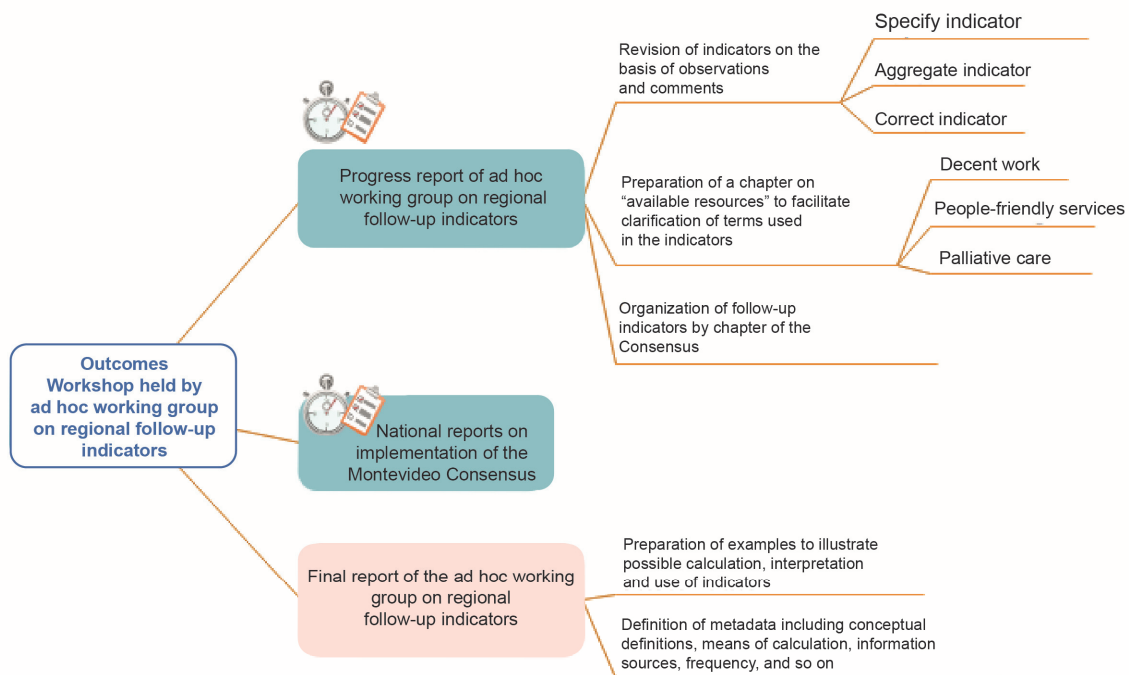 Outcomes
Workshop held by
ad hoc working group
on regional follow-up
indicators
Progress report of ad hoc
working group on regional
follow-up indicators
Revision of indicators on the
basis of observations
and comments
Specify indicator
Aggregate indicator
Correct indicator
Preparation of a chapter on
“available resources” to facilitate
clarification of terms used
in the indicators
Decent work
People-friendly services
Palliative care
Organization of follow-up
indicators by chapter of the
Consensus
National reports on
implementation of the
Montevideo Consensus
Final report of the ad hoc working
group on regional
follow-up indicators
Preparation of examples to illustrate
possible calculation, interpretation
and use of indicators
Definition of metadata including conceptual
definitions, means of calculation, information
sources, frequency, and so on